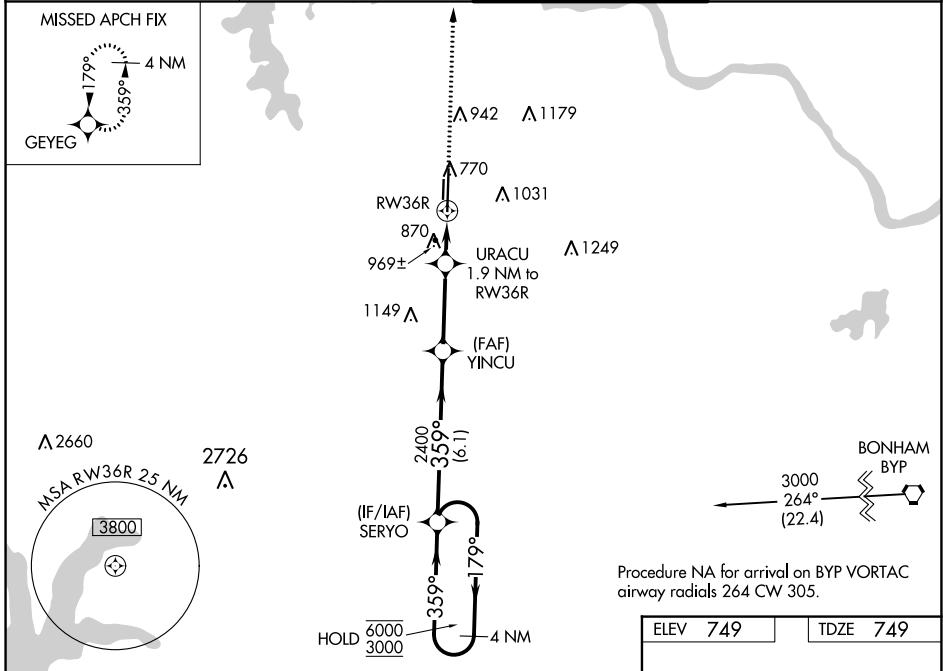 MISSED APCH FIX
4 NM
179°
359°
GEYEG
942
1179
770
RW36R
1031
870
969±
URACU
1.9 NM to
RW36R
1249
1149
(FAF)
YINCU
2660
2726
2400
359°
(6.1)
BONHAM
BYP
3000
264°
(22.4)
MSA RW36R 25 NM
3800
(IF/IAF)
SERYO
359°
179°
HOLD
6000
3000
4 NM
Procedure NA for arrival on BYP VORTAC
airway radials 264 CW 305.
ELEV 749
TDZE 749